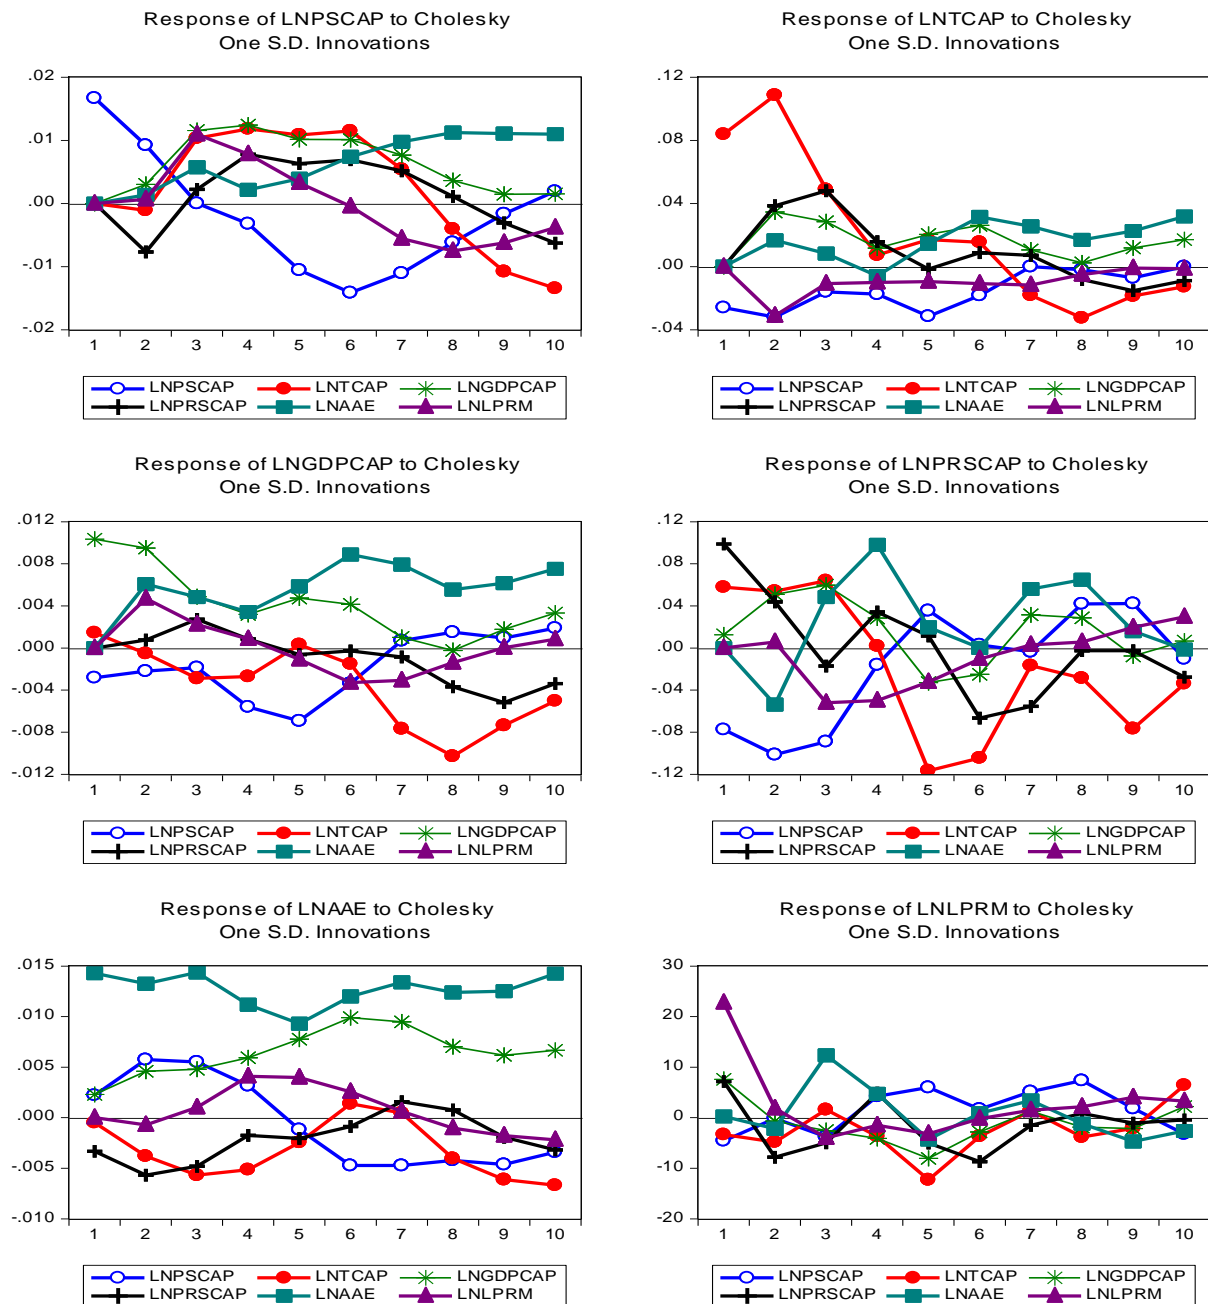 Response of LNPSCAP to Cholesky
One S.D. Innovations
.02
.01
.00
-.01
-.02
1 2 3 4 5 6 7 8 9 10
LNPSCAP LNTCAP LNGDPCAP
LNPRSCAP LNAAE LNLPRM
Response of LNTCAP to Cholesky
One S.D. Innovations
.12
.08
.04
.00
-.04
1 2 3 4 5 6 7 8 9 10
LNPSCAP LNTCAP LNGDPCAP
LNPRSCAP LNAAE LNLPRM
Response of LNGDPCAP to Cholesky
One S.D. Innovations
.012
.008
.004
.000
-.004
-.008
-.012
1 2 3 4 5 6 7 8 9 10
LNPSCAP LNTCAP LNGDPCAP
LNPRSCAP LNAAE LNLPRM
Response of LNPRSCAP to Cholesky
One S.D. Innovations
.12
.08
.04
.00
-.04
-.08
-.12
1 2 3 4 5 6 7 8 9 10
LNPSCAP LNTCAP LNGDPCAP
LNPRSCAP LNAAE LNLPRM
Response of LNAAE to Cholesky
One S.D. Innovations
.015
.010
.005
.000
-.005
-.010
1 2 3 4 5 6 7 8 9 10
LNPSCAP LNTCAP LNGDPCAP
LNPRSCAP LNAAE LNLPRM
Response of LNLPRM to Cholesky
One S.D. Innovations
30
20
10
0
-10
-20
1 2 3 4 5 6 7 8 9 10
LNPSCAP LNTCAP LNGDPCAP
LNPRSCAP LNAAE LNLPRM